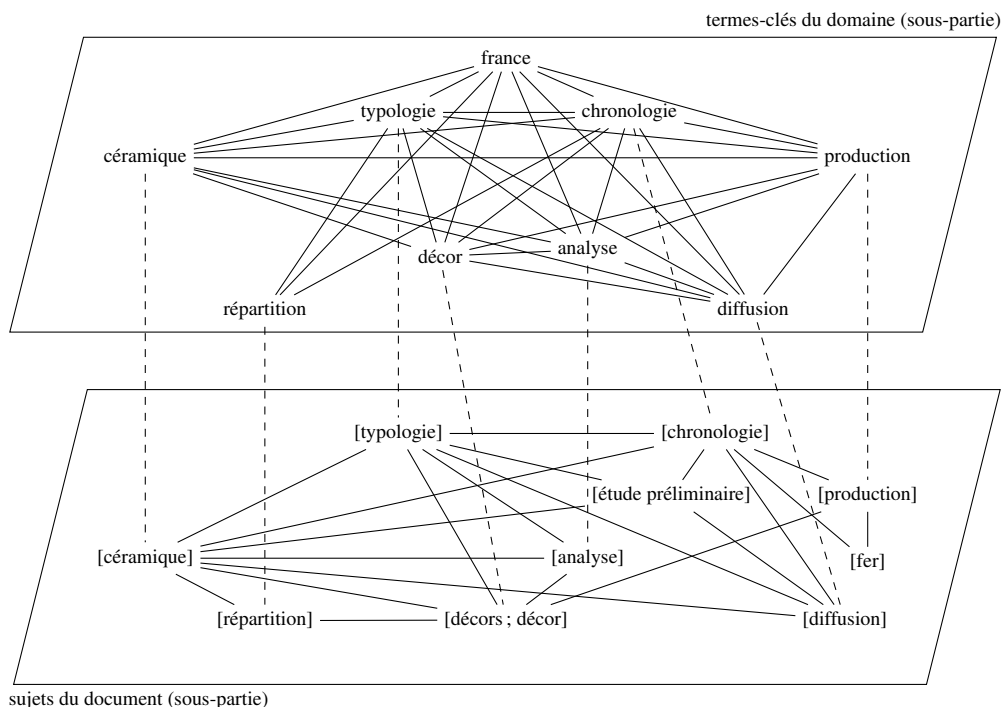 termes-clés du domaine (sous-partie)
france
typologie
chronologie
céramique
production
décor
analyse
répartition
diffusion
[typologie]
[chronologie]
[étude préliminaire]
[production]
[céramique]
[analyse]
[fer]
[répartition]
[décors ; décor]
[diffusion]
sujets du document (sous-partie)